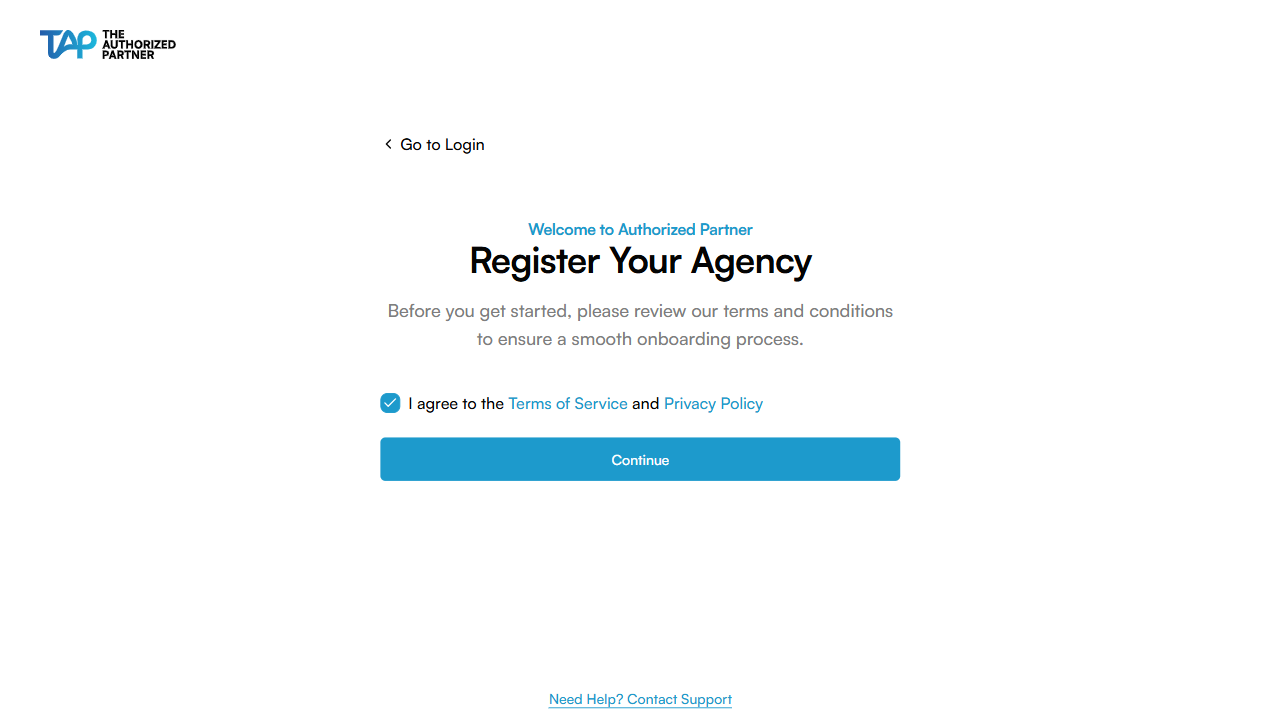 TAP THE
AUTHORIZED
PARTNER
Go to Login
Welcome to Authorized Partner
Register Your Agency
Before you get started, please review our terms and conditions
to ensure a smooth onboarding process.
I agree to the Terms of Service and Privacy Policy
Continue
Need Help? Contact Support